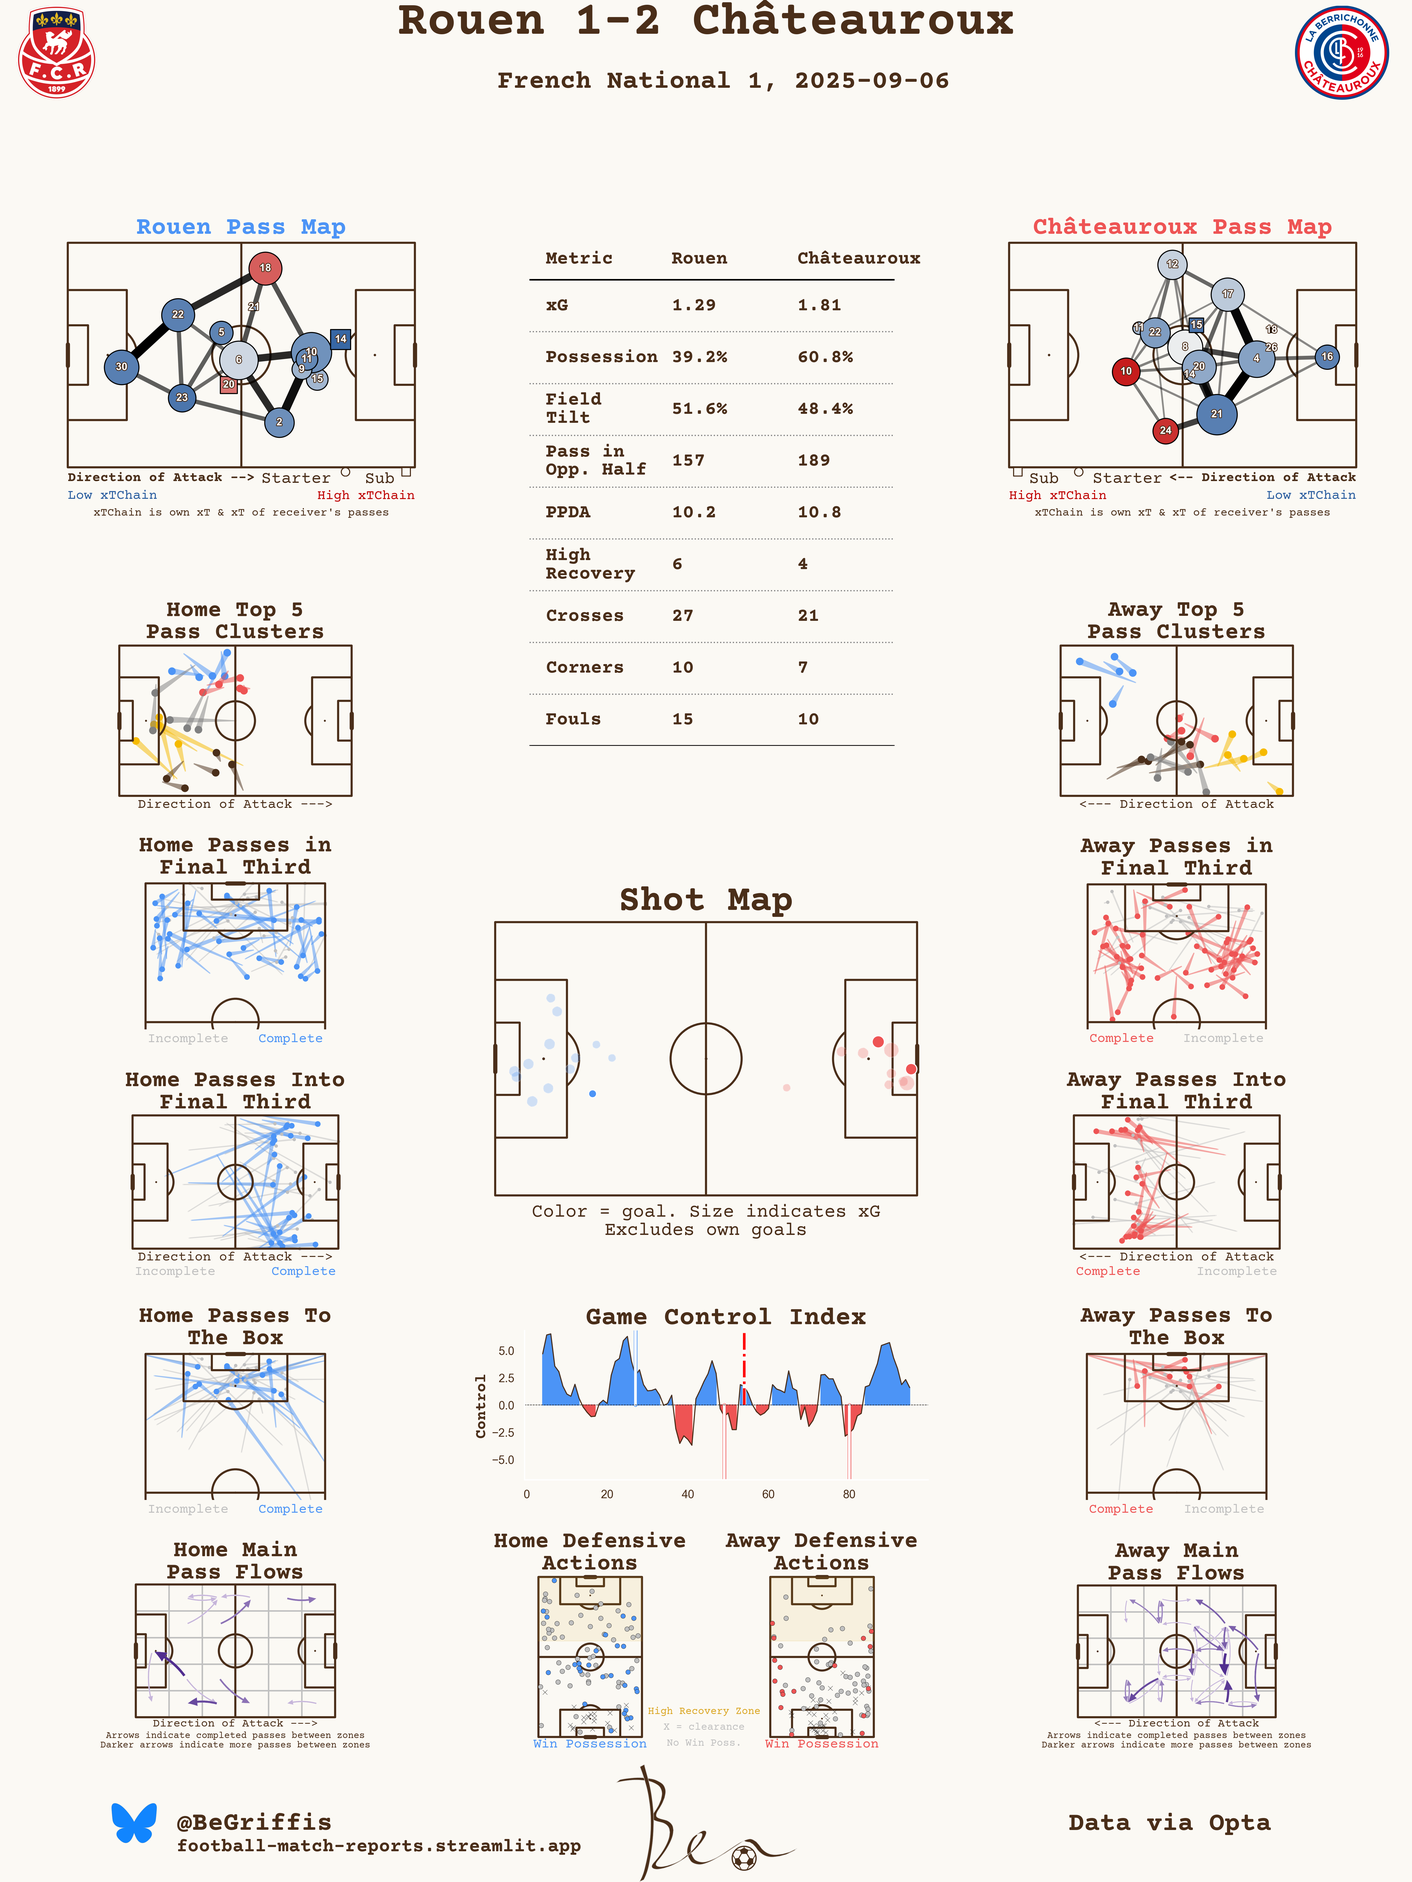 Rouen 1-2 Châteauroux
French National 1, 2025-09-06
F.C.R
1899
LA BERRICHONNE
19
16
CHÂTEAUROUX
Rouen Pass Map
18
21
22
5
14
6
10
11
9
30
20
15
23
2
Direction of Attack --> Starter Sub
Low xTChain High xTChain
xTChain is own xT & xT of receiver's passes
Metric Rouen Châteauroux
xG 1.29 1.81
Possession 39.2% 60.8%
Field
Tilt 51.6% 48.4%
Pass in
Opp. Half 157 189
PPDA 10.2 10.8
High
Recovery 6 4
Crosses 27 21
Corners 10 7
Fouls 15 10
Châteauroux Pass Map
12
17
11
22
15
18
8
26
4
16
10
14
20
21
24
Sub Starter <-- Direction of Attack
High xTChain Low xTChain
xTChain is own xT & xT of receiver's passes
Home Top 5
Pass Clusters
Direction of Attack --->
Away Top 5
Pass Clusters
<--- Direction of Attack
Home Passes in
Final Third
Incomplete Complete
Away Passes in
Final Third
Complete Incomplete
Shot Map
Color = goal. Size indicates xG
Excludes own goals
Home Passes Into
Final Third
Direction of Attack --->
Incomplete Complete
Away Passes Into
Final Third
<--- Direction of Attack
Complete Incomplete
Home Passes To
The Box
Incomplete Complete
Game Control Index
Control
5.0
2.5
0.0
−2.5
−5.0
0 20 40 60 80
Away Passes To
The Box
Complete Incomplete
Home Main
Pass Flows
Direction of Attack --->
Arrows indicate completed passes between zones
Darker arrows indicate more passes between zones
Home Defensive
Actions
Win Possession
Away Defensive
Actions
Win Possession
High Recovery Zone
X = clearance
No Win Poss.
Away Main
Pass Flows
<--- Direction of Attack
Arrows indicate completed passes between zones
Darker arrows indicate more passes between zones
@BeGriffis
football-match-reports.streamlit.app
Ben
Data via Opta